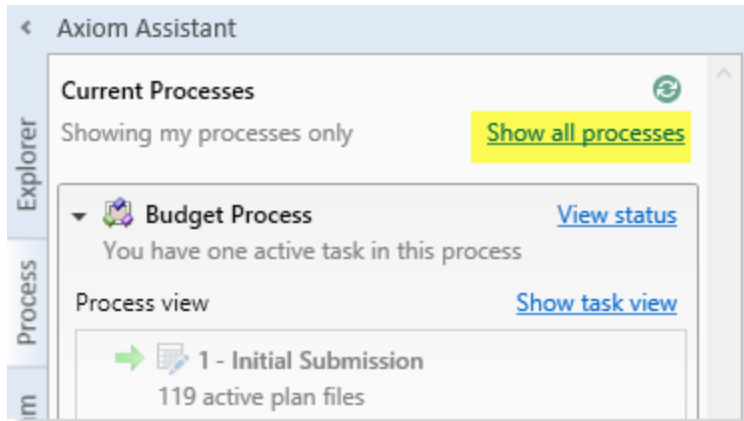 Axiom Assistant
Current Processes
Showing my processes only Show all processes
Explorer
Budget Process View status
You have one active task in this process
Process
Process view Show task view
1 - Initial Submission
119 active plan files